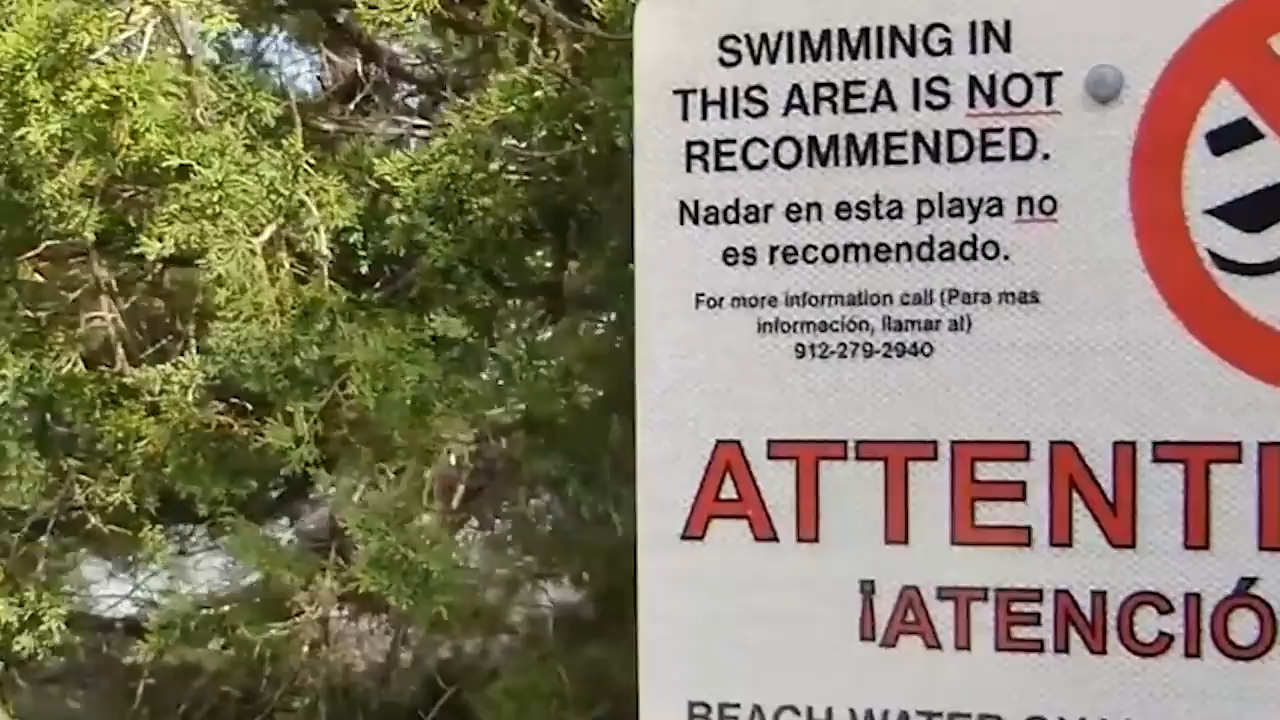 SWIMMING IN
THIS AREA IS NOT
RECOMMENDED.
Nadar en esta playa no
es recomendado.
For more information call (Para mas
información, llamar al)
912-279-2940
ATTENTI
¡ATENCIÓ
BEACH WATER